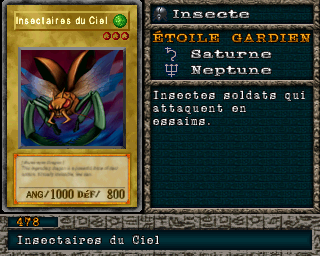 Insectaires du Ciel
ANG/1000 DÉF/ 800
Insecte
ÉTOILE GARDIEN
Saturne
Neptune
Insectes soldats qui
attaquent en
essaims.
478
Insectaires du Ciel